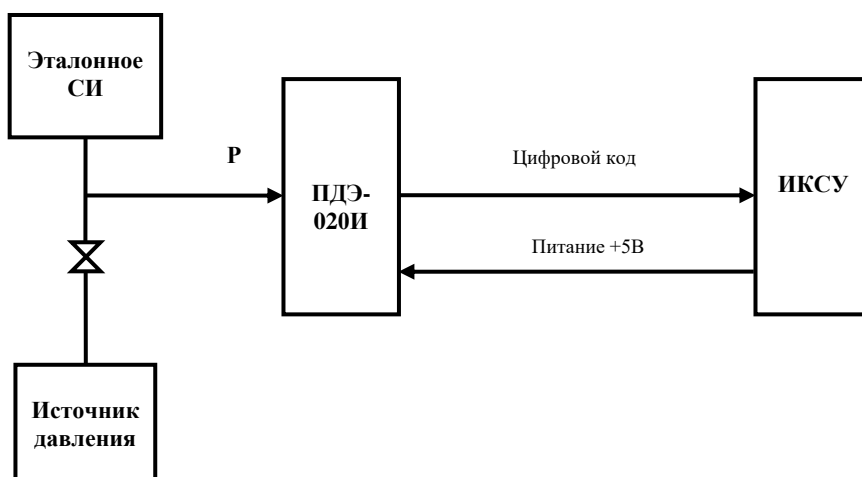 Эталонное
СИ
Р
Цифровой код
ПДЭ-
020И
ИКСУ
Питание +5В
Источник
давления